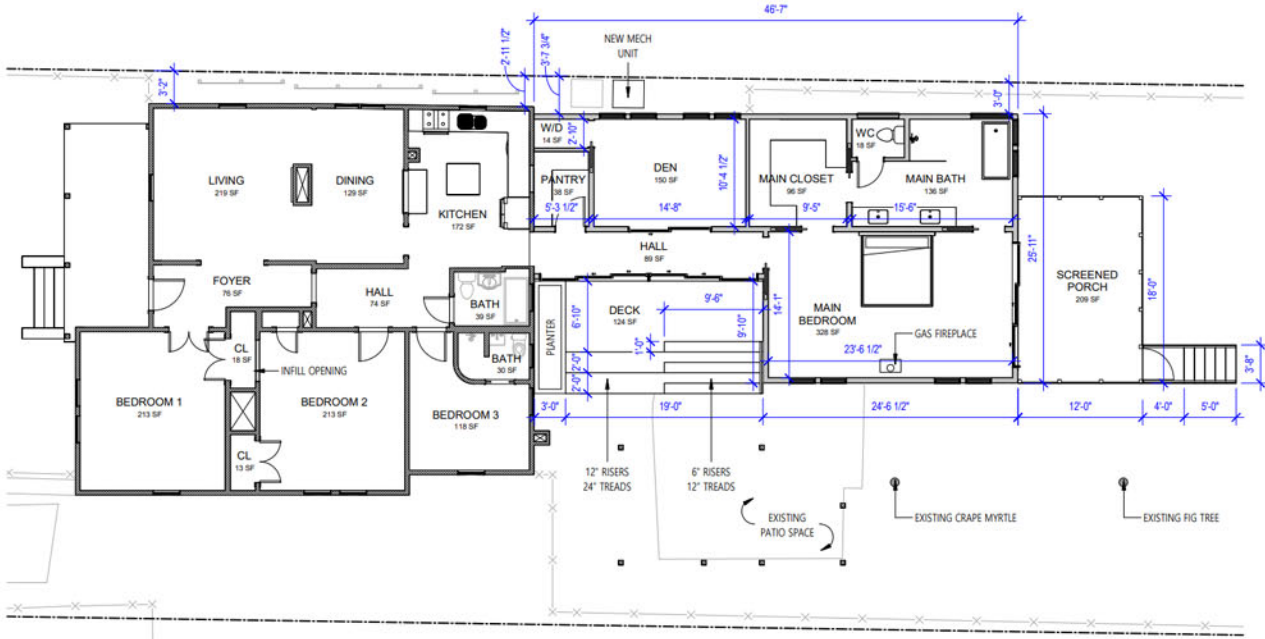 46'-7"
NEW MECH
UNIT
2'-11 1/2"
3'-7 3/4"
3'-2"
3'-0"
W/D
14 SF
2'-10"
WC
18 SF
LIVING
219 SF
DINING
129 SF
KITCHEN
172 SF
PANTRY
38 SF
5'-3 1/2"
DEN
150 SF
14'-8"
10'-4 1/2"
MAIN CLOSET
96 SF
9'-5"
MAIN BATH
136 SF
15'-6"
HALL
89 SF
25'-11"
FOYER
76 SF
HALL
74 SF
BATH
39 SF
PLANTER
DECK
124 SF
9'-6"
6'-10"
9'-10"
1'-0"
2'-0"
2'-0"
14'-1"
MAIN
BEDROOM
328 SF
GAS FIREPLACE
23'-6 1/2"
SCREENED
PORCH
209 SF
18'-0"
3'-8"
CL
18 SF
INFILL OPENING
BATH
30 SF
BEDROOM 1
213 SF
BEDROOM 2
213 SF
BEDROOM 3
118 SF
CL
13 SF
3'-0"
19'-0"
24'-6 1/2"
12'-0"
4'-0"
5'-0"
12" RISERS
24" TREADS
6" RISERS
12" TREADS
EXISTING
PATIO SPACE
EXISTING CRAPE MYRTLE
EXISTING FIG TREE